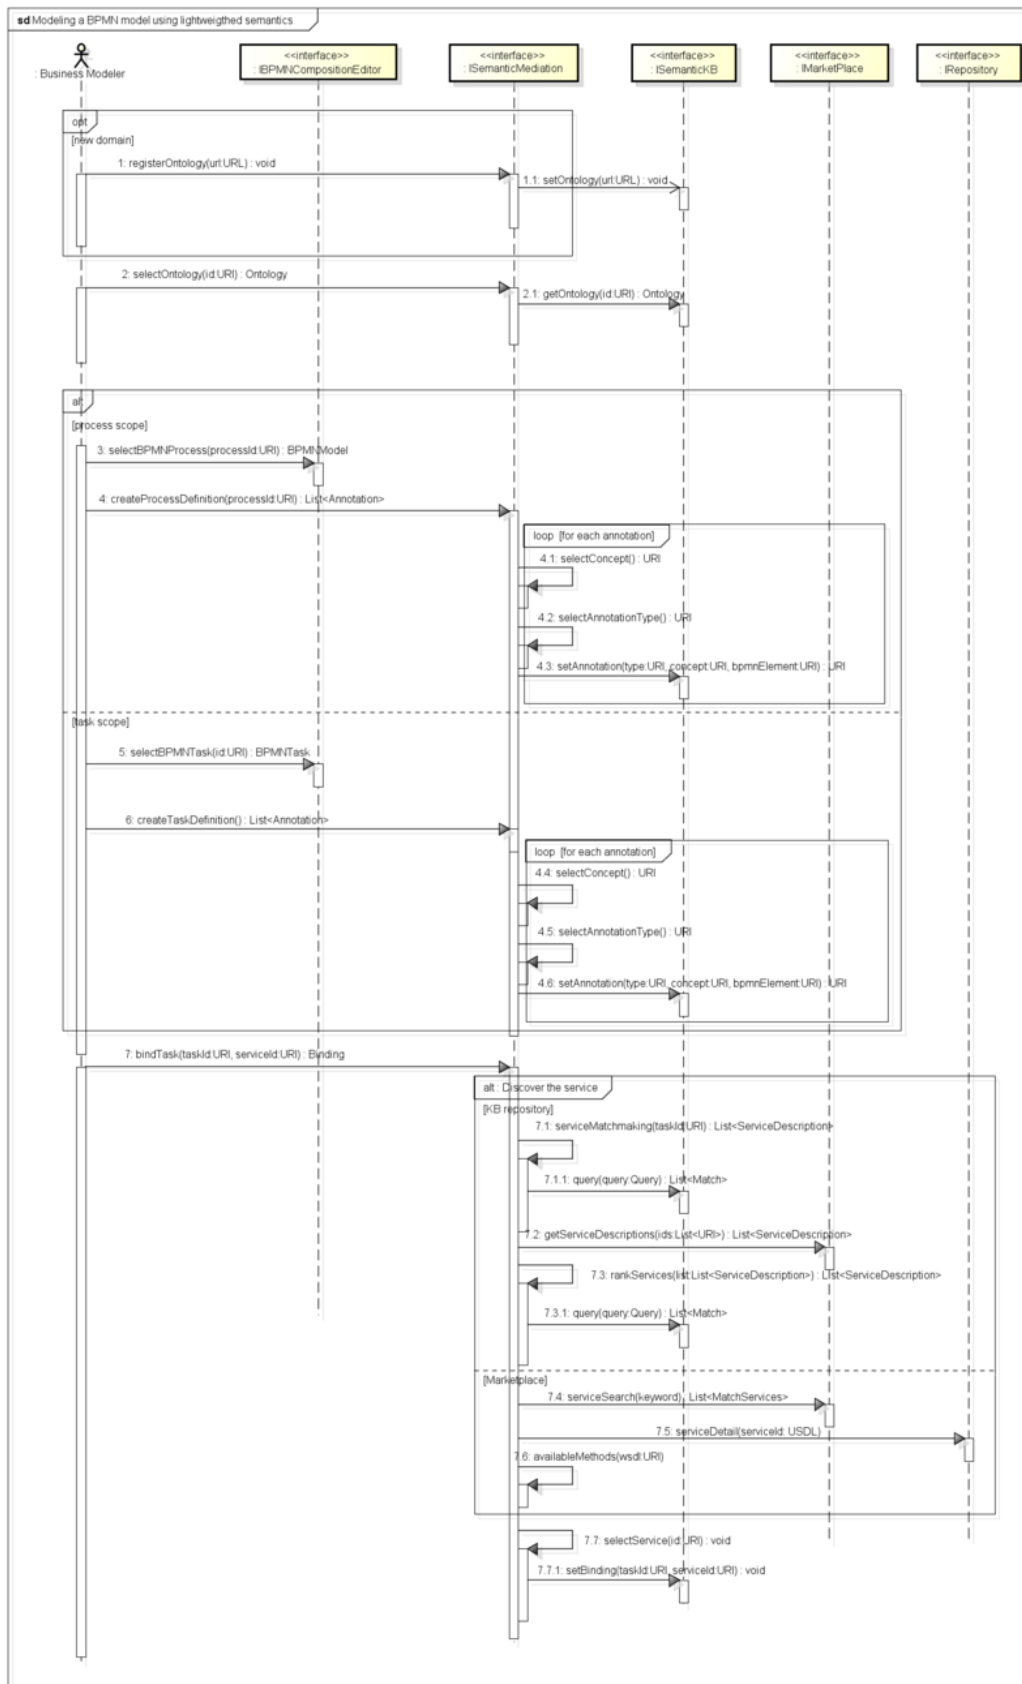 sd Modeling a BPMN model using lightweigthed semantics
: Business Modeler
<<interface>>
: IBPMNCompositionEditor
<<interface>>
: ISemanticMediation
<<interface>>
: ISemanticKB
<<interface>>
: IMarketPlace
<<interface>>
: IRepository
opt
[new domain]
1: registerOntology(url:URL) : void
1.1: setOntology(url:URL) : void
2: selectOntology(id:URI) : Ontology
2.1: getOntology(id:URI) : Ontology
alt
[process scope]
3: selectBPMNProcess(processId:URI) : BPMNModel
4: createProcessDefinition(processId:URI) : List<Annotation>
loop [for each annotation]
4.1: selectConcept() : URI
4.2: selectAnnotationType() : URI
4.3: setAnnotation(type:URI, concept:URI, bpmnElement:URI) : URI
[task scope]
5: selectBPMNTask(id:URI) : BPMNTask
6: createTaskDefinition() : List<Annotation>
loop [for each annotation]
4.4: selectConcept() : URI
4.5: selectAnnotationType() : URI
4.6: setAnnotation(type:URI, concept:URI, bpmnElement:URI) : URI
7: bindTask(taskId:URI, serviceId:URI) : Binding
alt : Discover the service
[KB repository]
7.1: serviceMatchmaking(taskId:URI) : List<ServiceDescription>
7.1.1: query(query:Query) : List<Match>
7.2: getServiceDescriptions(ids:List<URI>) : List<ServiceDescription>
7.3: rankServices(list:List<ServiceDescription>) : List<ServiceDescription>
7.3.1: query(query:Query) : List<Match>
[Marketplace]
7.4: serviceSearch(keyword) : List<MatchServices>
7.5: serviceDetail(serviceId: USDL)
7.6: availableMethods(wsdl:URI)
7.7: selectService(id:URI) : void
7.7.1: setBinding(taskId:URI, serviceId:URI) : void